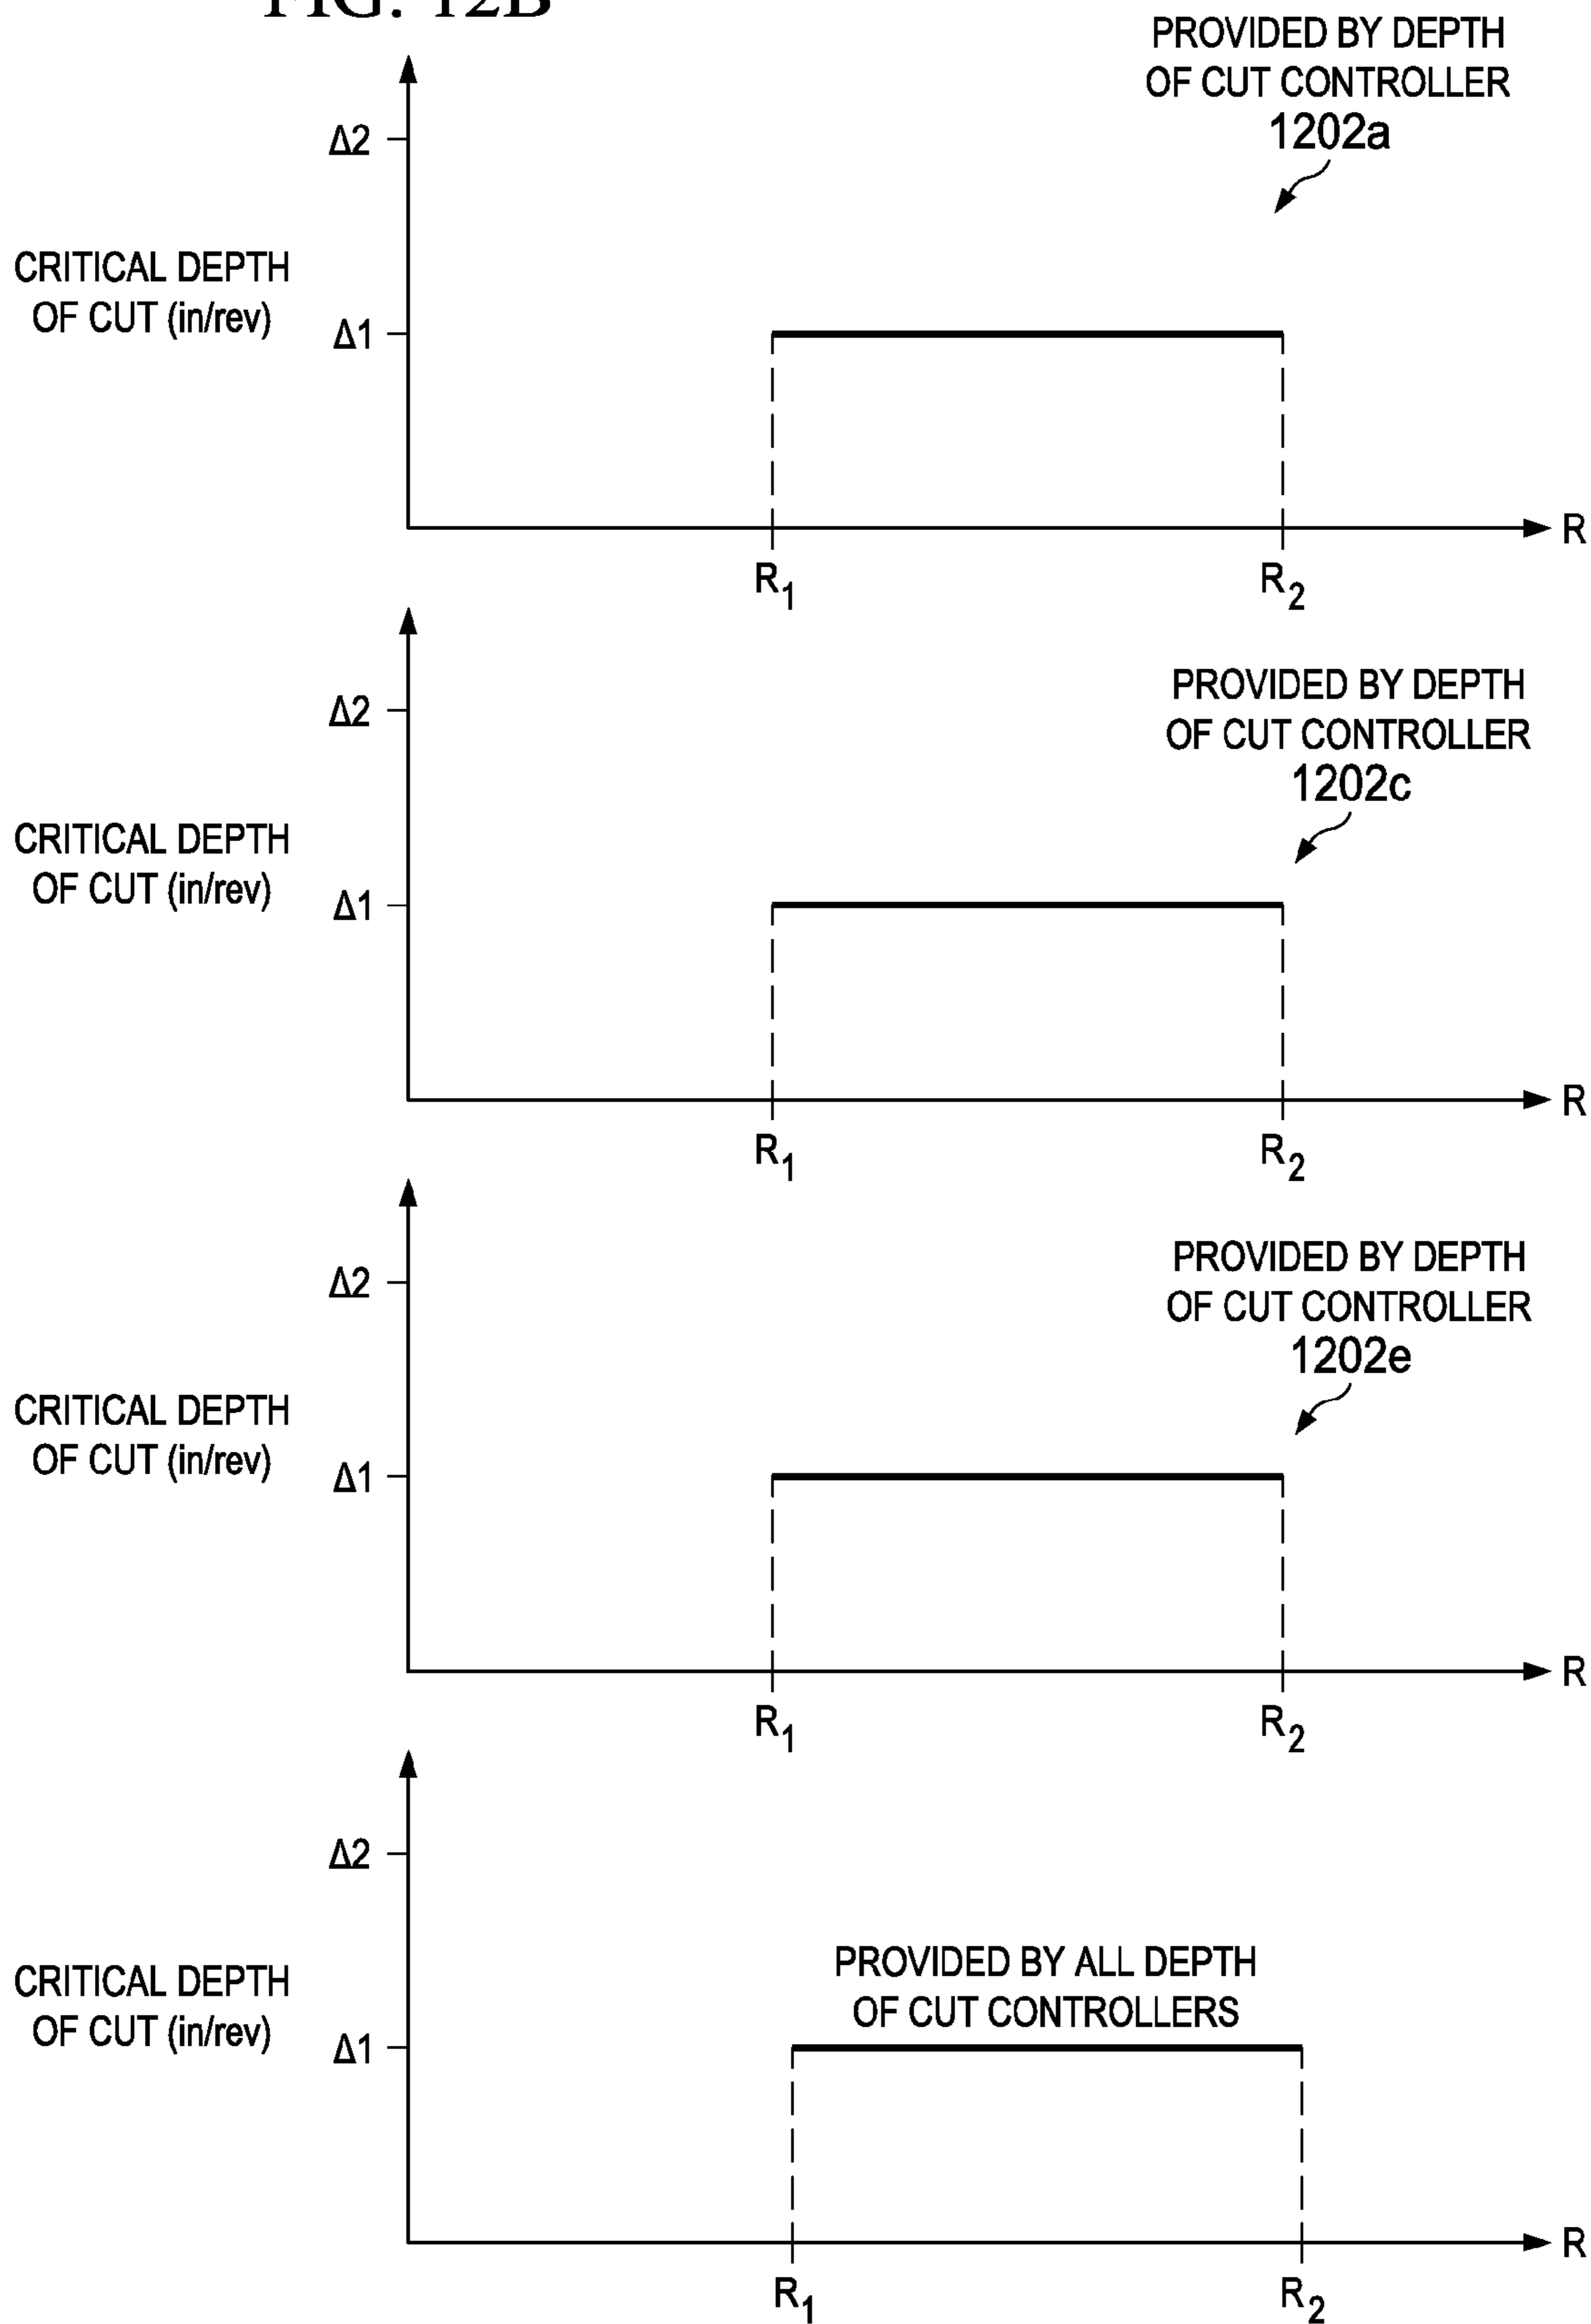 FIG. 12B
PROVIDED BY DEPTH
OF CUT CONTROLLER
1202a
Δ2
CRITICAL DEPTH
OF CUT (in/rev)
Δ1
R
R1
R2
PROVIDED BY DEPTH
OF CUT CONTROLLER
1202c
Δ2
CRITICAL DEPTH
OF CUT (in/rev)
Δ1
R
R1
R2
PROVIDED BY DEPTH
OF CUT CONTROLLER
1202e
Δ2
CRITICAL DEPTH
OF CUT (in/rev)
Δ1
R
R1
R2
Δ2
PROVIDED BY ALL DEPTH
OF CUT CONTROLLERS
CRITICAL DEPTH
OF CUT (in/rev)
Δ1
R
R1
R2